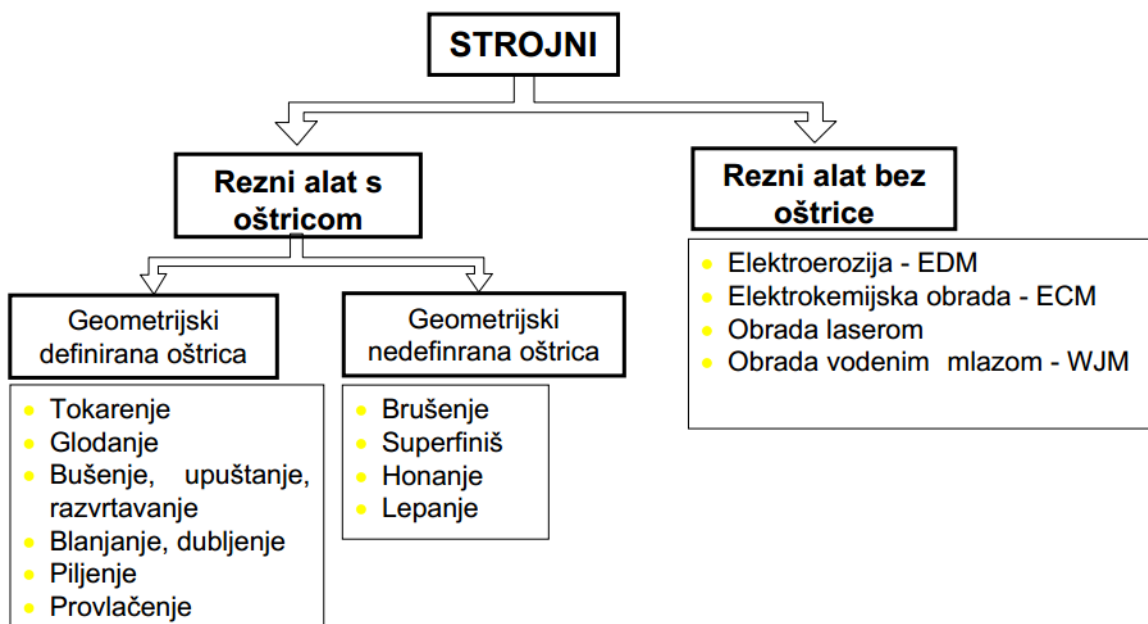 STROJNI
Rezni alat s
oštricom
Rezni alat bez
oštrice
Geometrijski
definirana oštrica
Geometrijski
nedefinrana oštrica
Tokarenje
Glodanje
Bušenje, upuštanje,
razvrtavanje
Blanjanje, dubljenje
Piljenje
Provlačenje
Brušenje
Superfiniš
Honanje
Lepanje
Elektroerozija - EDM
Elektrokemijska obrada - ECM
Obrada laserom
Obrada vodenim mlazom - WJM